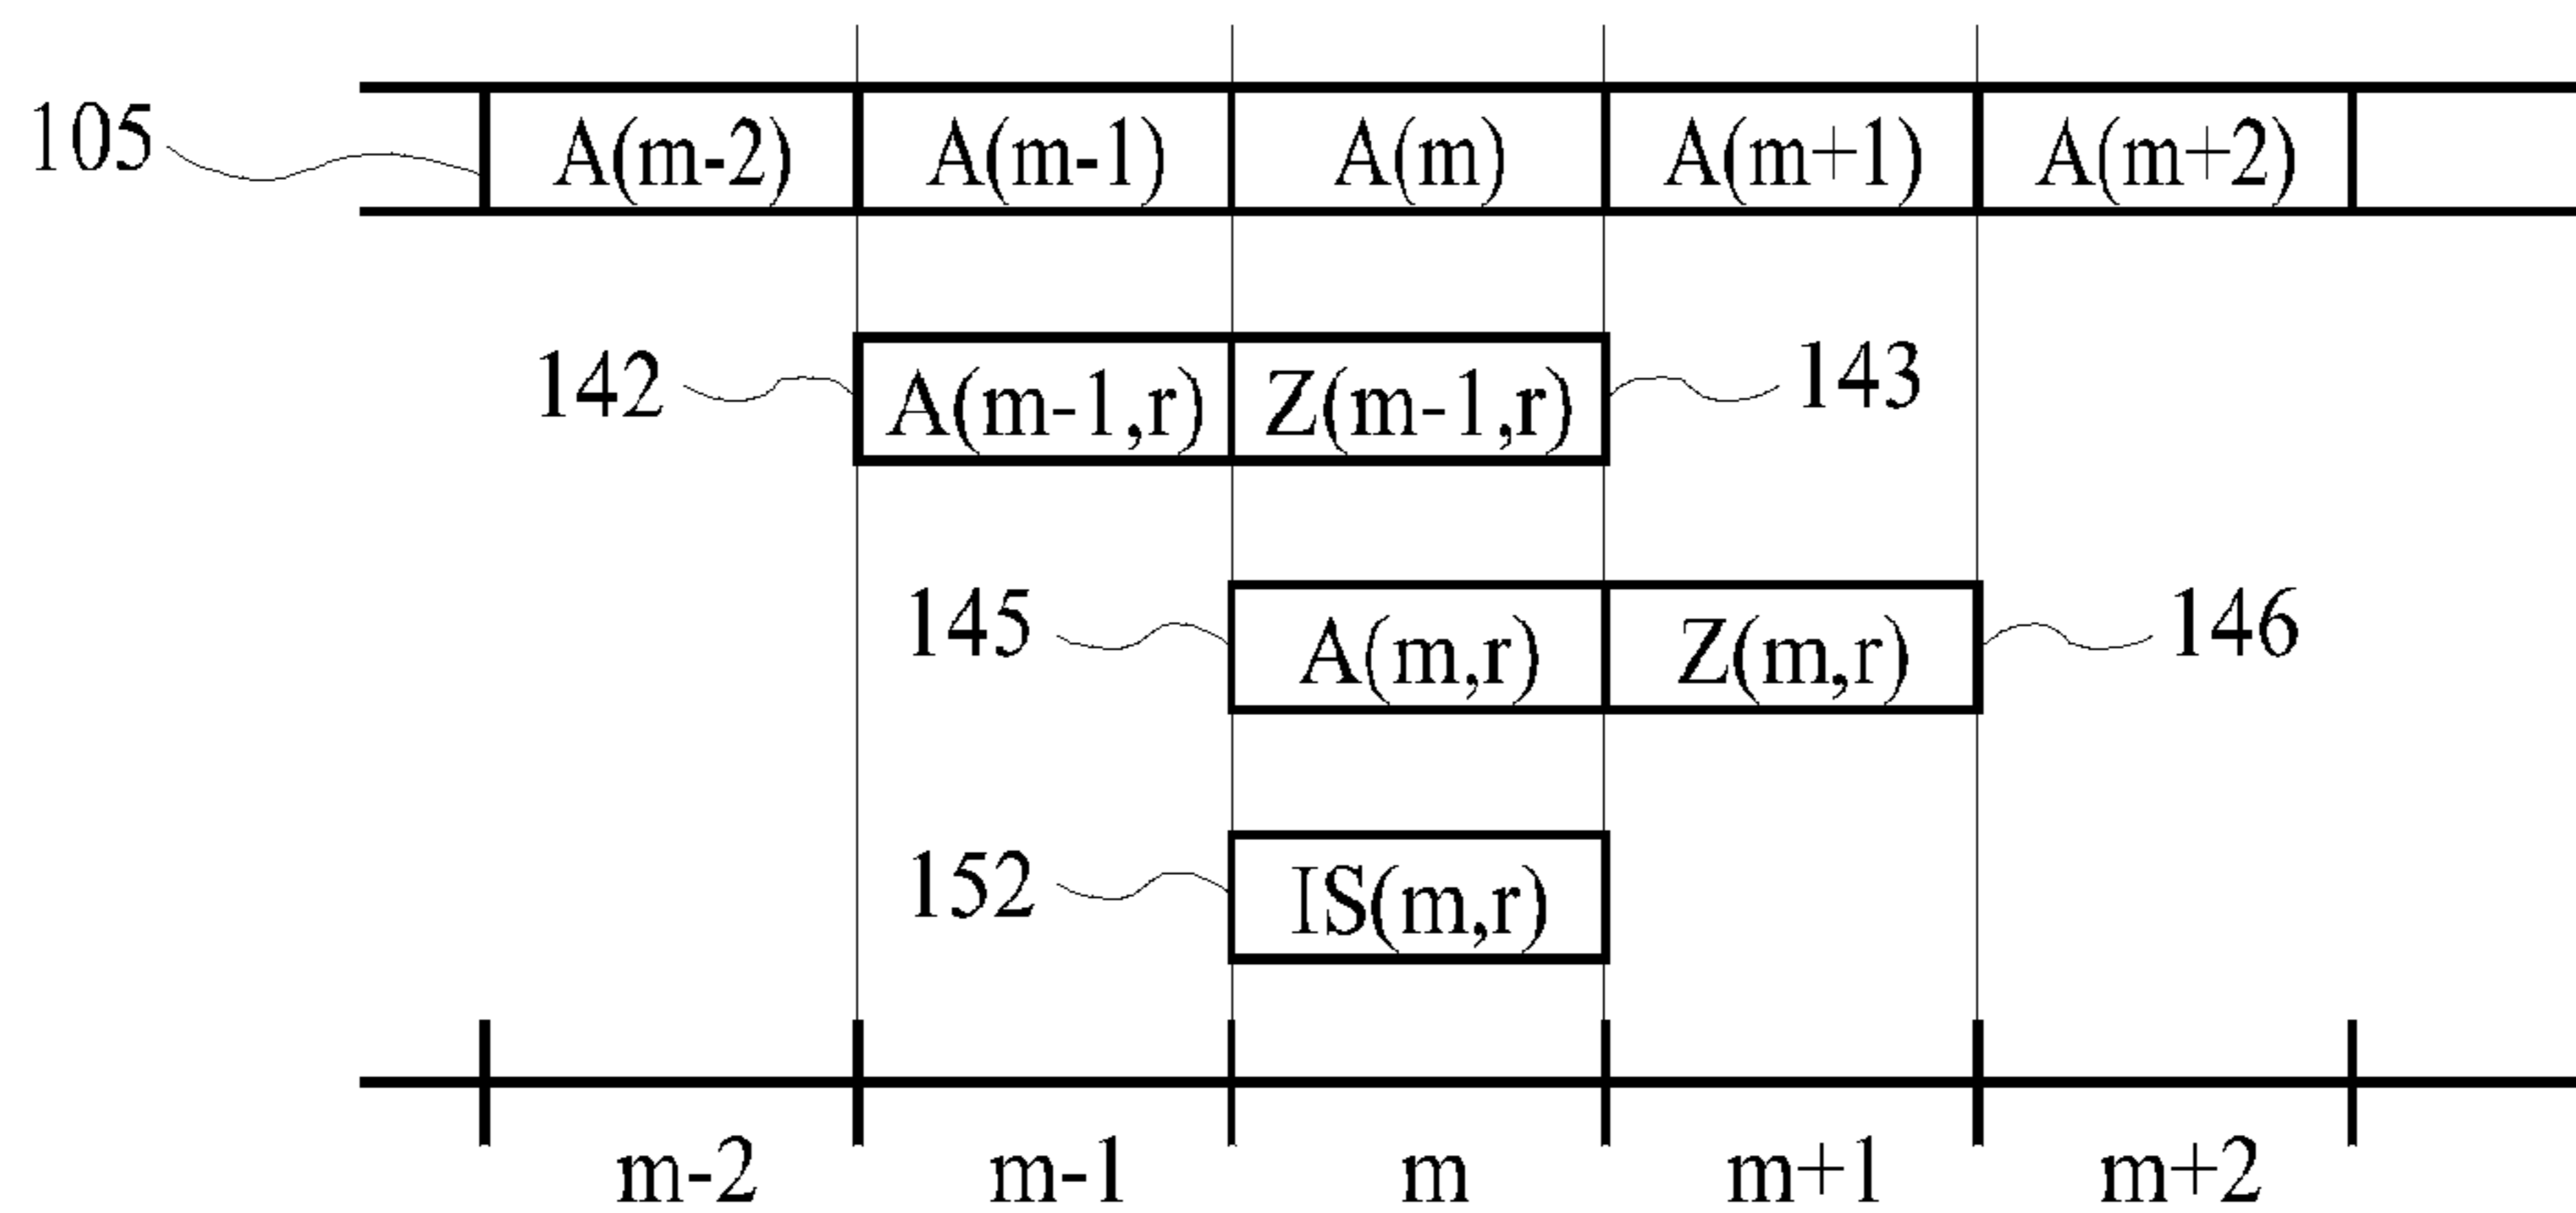 105 A(m-2) A(m-1) A(m) A(m+1) A(m+2)
142 A(m-1,r) Z(m-1,r) 143
145 A(m,r) Z(m,r) 146
152 IS(m,r)
m-2 m-1 m m+1 m+2